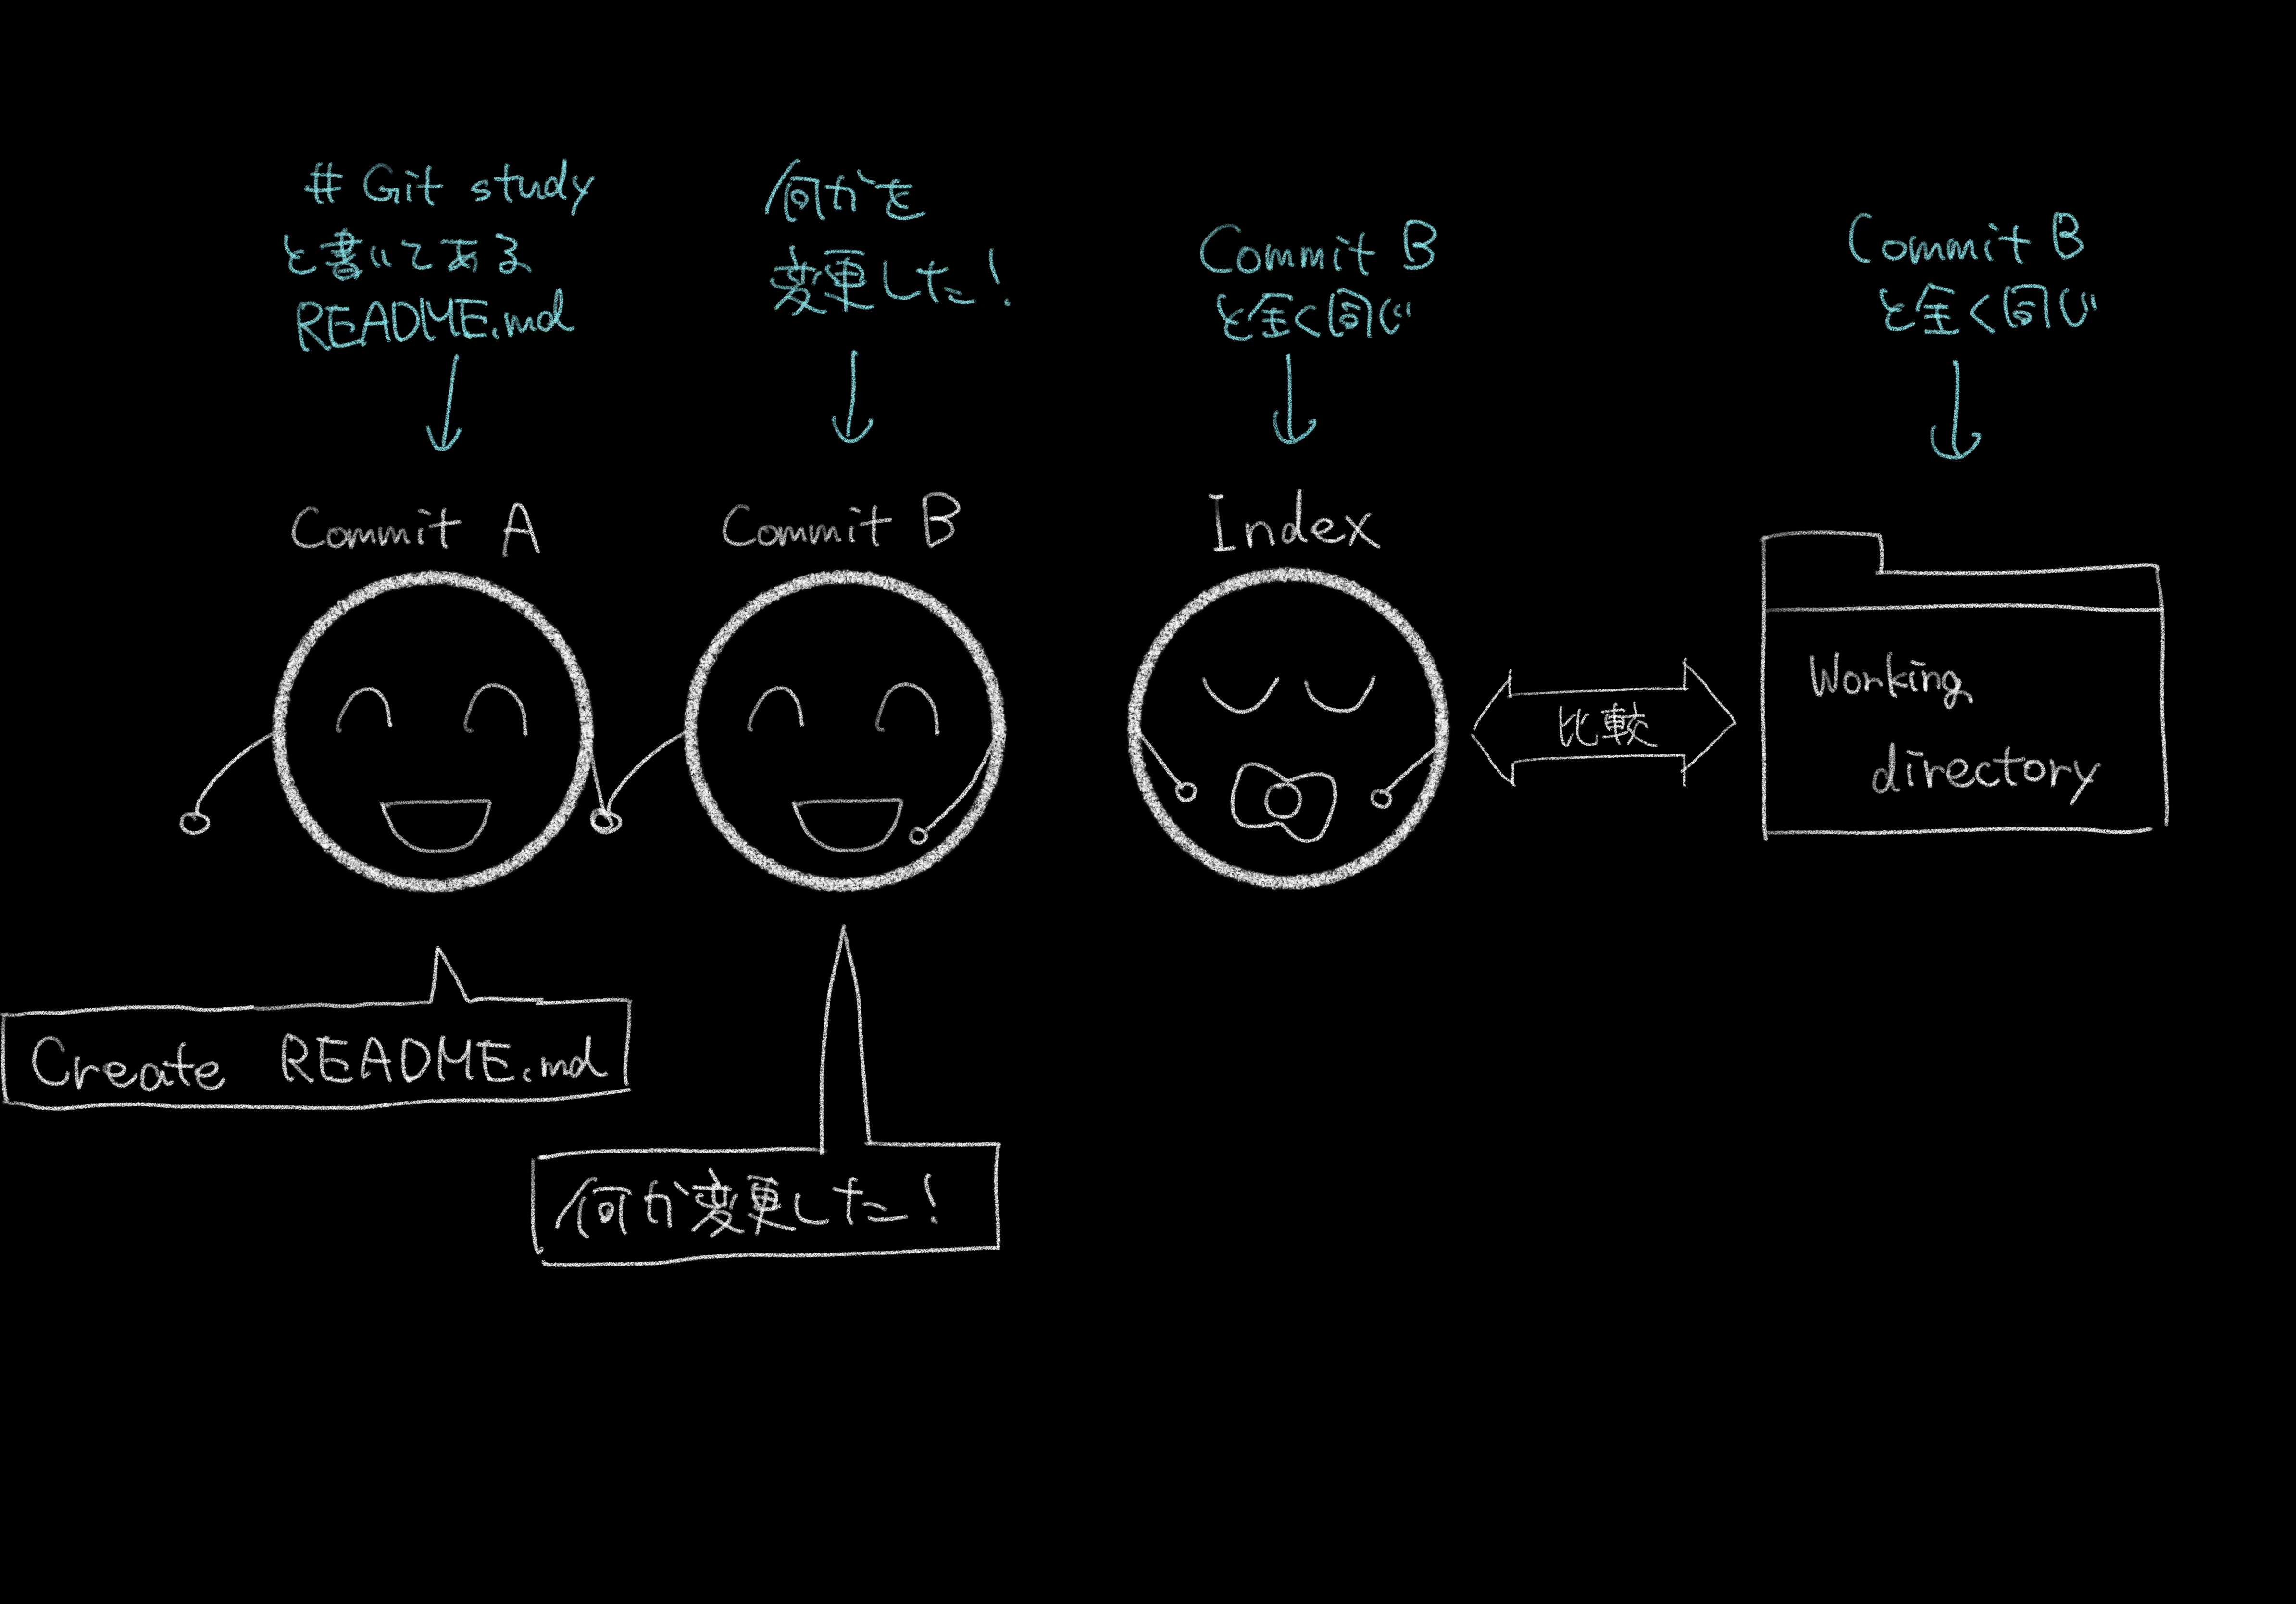 # Git study
と書いてある
README.md
何かを
変更した!
Commit B
と全く同じ
Commit B
と全く同じ
Commit A
Commit B
Index
比較
Working
directory
Create README.md
何か変更した!